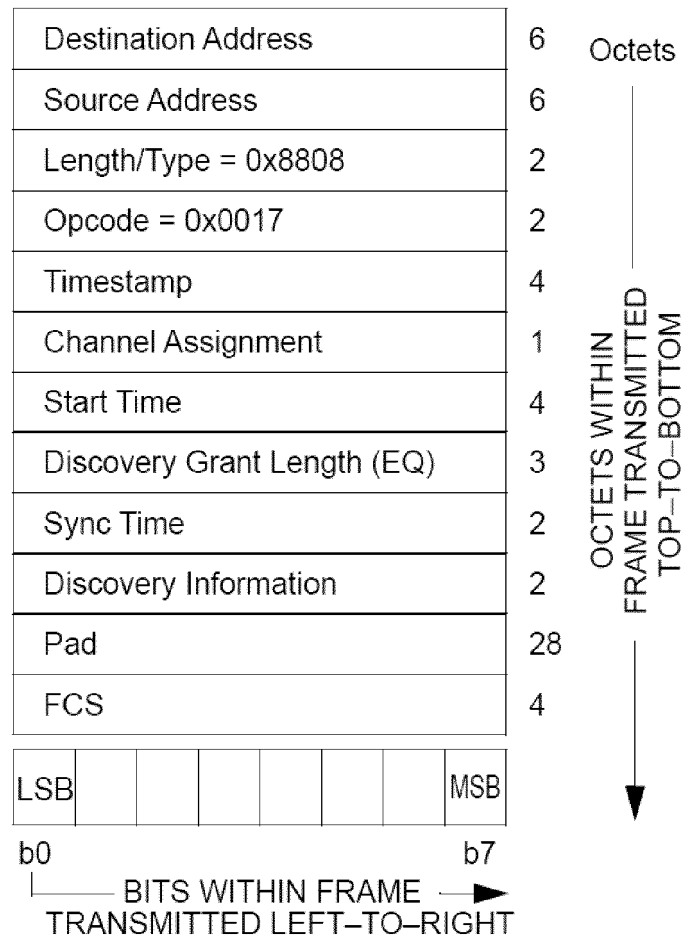 Destination Address 6 Octets
Source Address 6
Length/Type = 0x8808 2
Opcode = 0x0017 2
Timestamp 4
Channel Assignment 1
Start Time 4
Discovery Grant Length (EQ) 3
Sync Time 2
Discovery Information 2
Pad 28
FCS 4
OCTETS WITHIN
FRAME TRANSMITTED
TOP–TO–BOTTOM
LSB MSB
b0 b7
BITS WITHIN FRAME
TRANSMITTED LEFT–TO–RIGHT